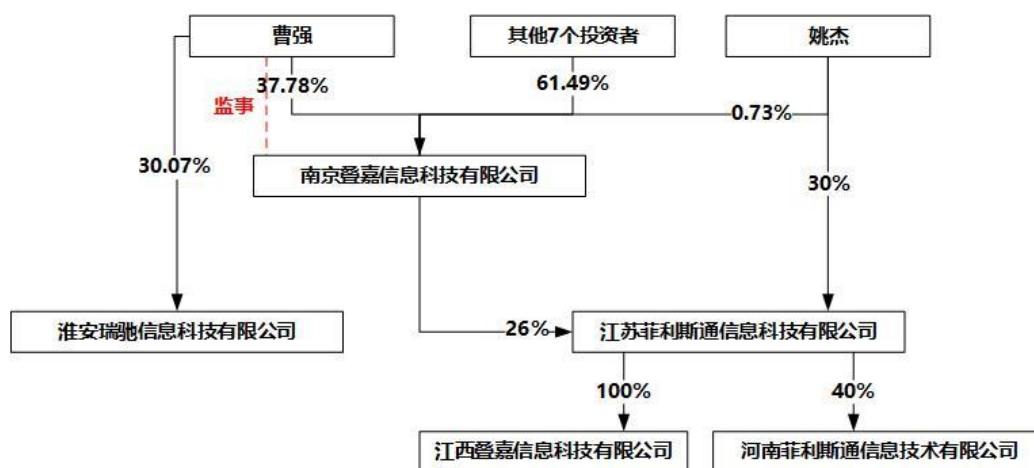 曹强
其他7个投资者
姚杰
37.78%
61.49%
监事
0.73%
30.07%
南京叠嘉信息科技有限公司
30%
淮安瑞驰信息科技有限公司
26%
江苏菲利斯通信息科技有限公司
100%
40%
江西叠嘉信息科技有限公司
河南菲利斯通信息技术有限公司